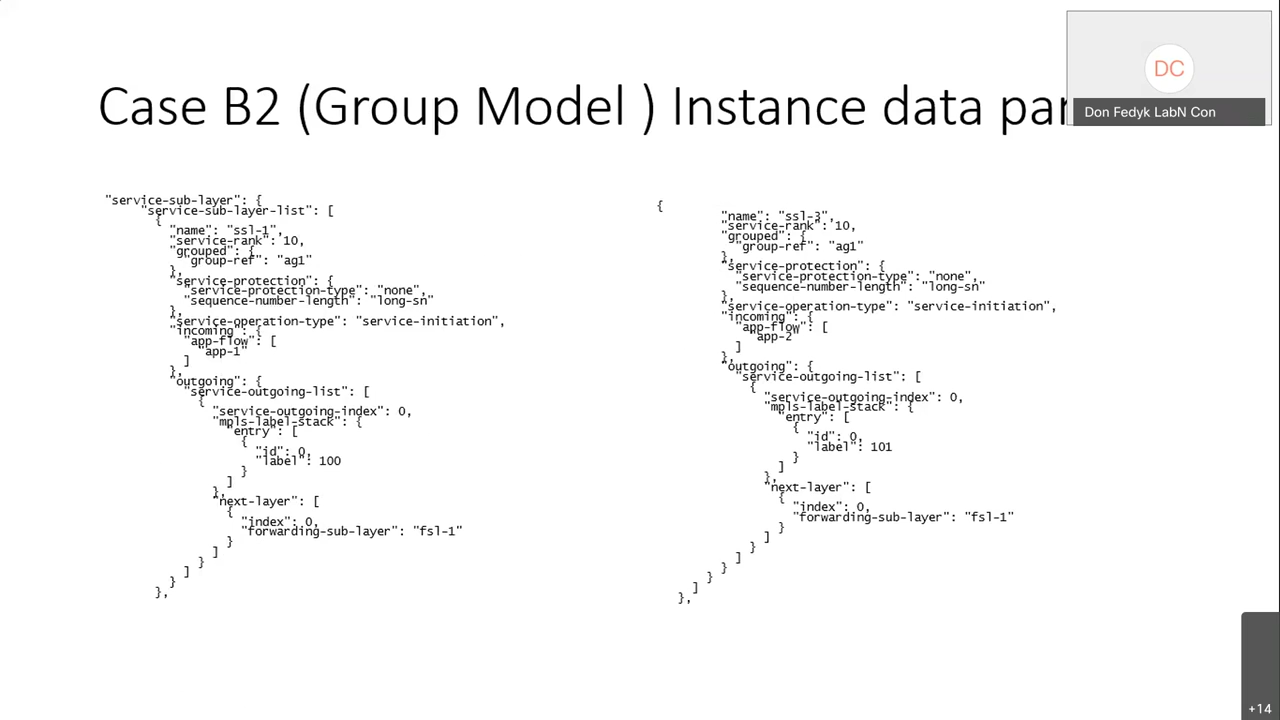 Case B2 (Group Model ) Instance data
DC
Don Fedyk LabN Con
"service-sub-layer": {
"service-sub-layer-list": [
{
"name": "ssl-1",
"service-rank": 10,
"grouped": {
"group-ref": "ag1"
},
"service-protection": {
"service-protection-type": "none",
"sequence-number-length": "long-sn"
},
"service-operation-type": "service-initiation",
"incoming": {
"app-flow": [
"app-1"
]
},
"outgoing": {
"service-outgoing-list": [
{
"service-outgoing-index": 0,
"mpls-label-stack": {
"entry": [
{
"id": 0,
"label": 100
}
]
},
"next-layer": [
{
"index": 0,
"forwarding-sub-layer": "fsl-1"
}
]
}
]
}
},
{
"name": "ssl-3",
"service-rank": 10,
"grouped": {
"group-ref": "ag1"
},
"service-protection": {
"service-protection-type": "none",
"sequence-number-length": "long-sn"
},
"service-operation-type": "service-initiation",
"incoming": {
"app-flow": [
"app-2"
]
},
"outgoing": {
"service-outgoing-list": [
{
"service-outgoing-index": 0,
"mpls-label-stack": {
"entry": [
{
"id": 0,
"label": 101
}
]
},
"next-layer": [
{
"index": 0,
"forwarding-sub-layer": "fsl-1"
}
]
}
]
}
}
]
},
+14